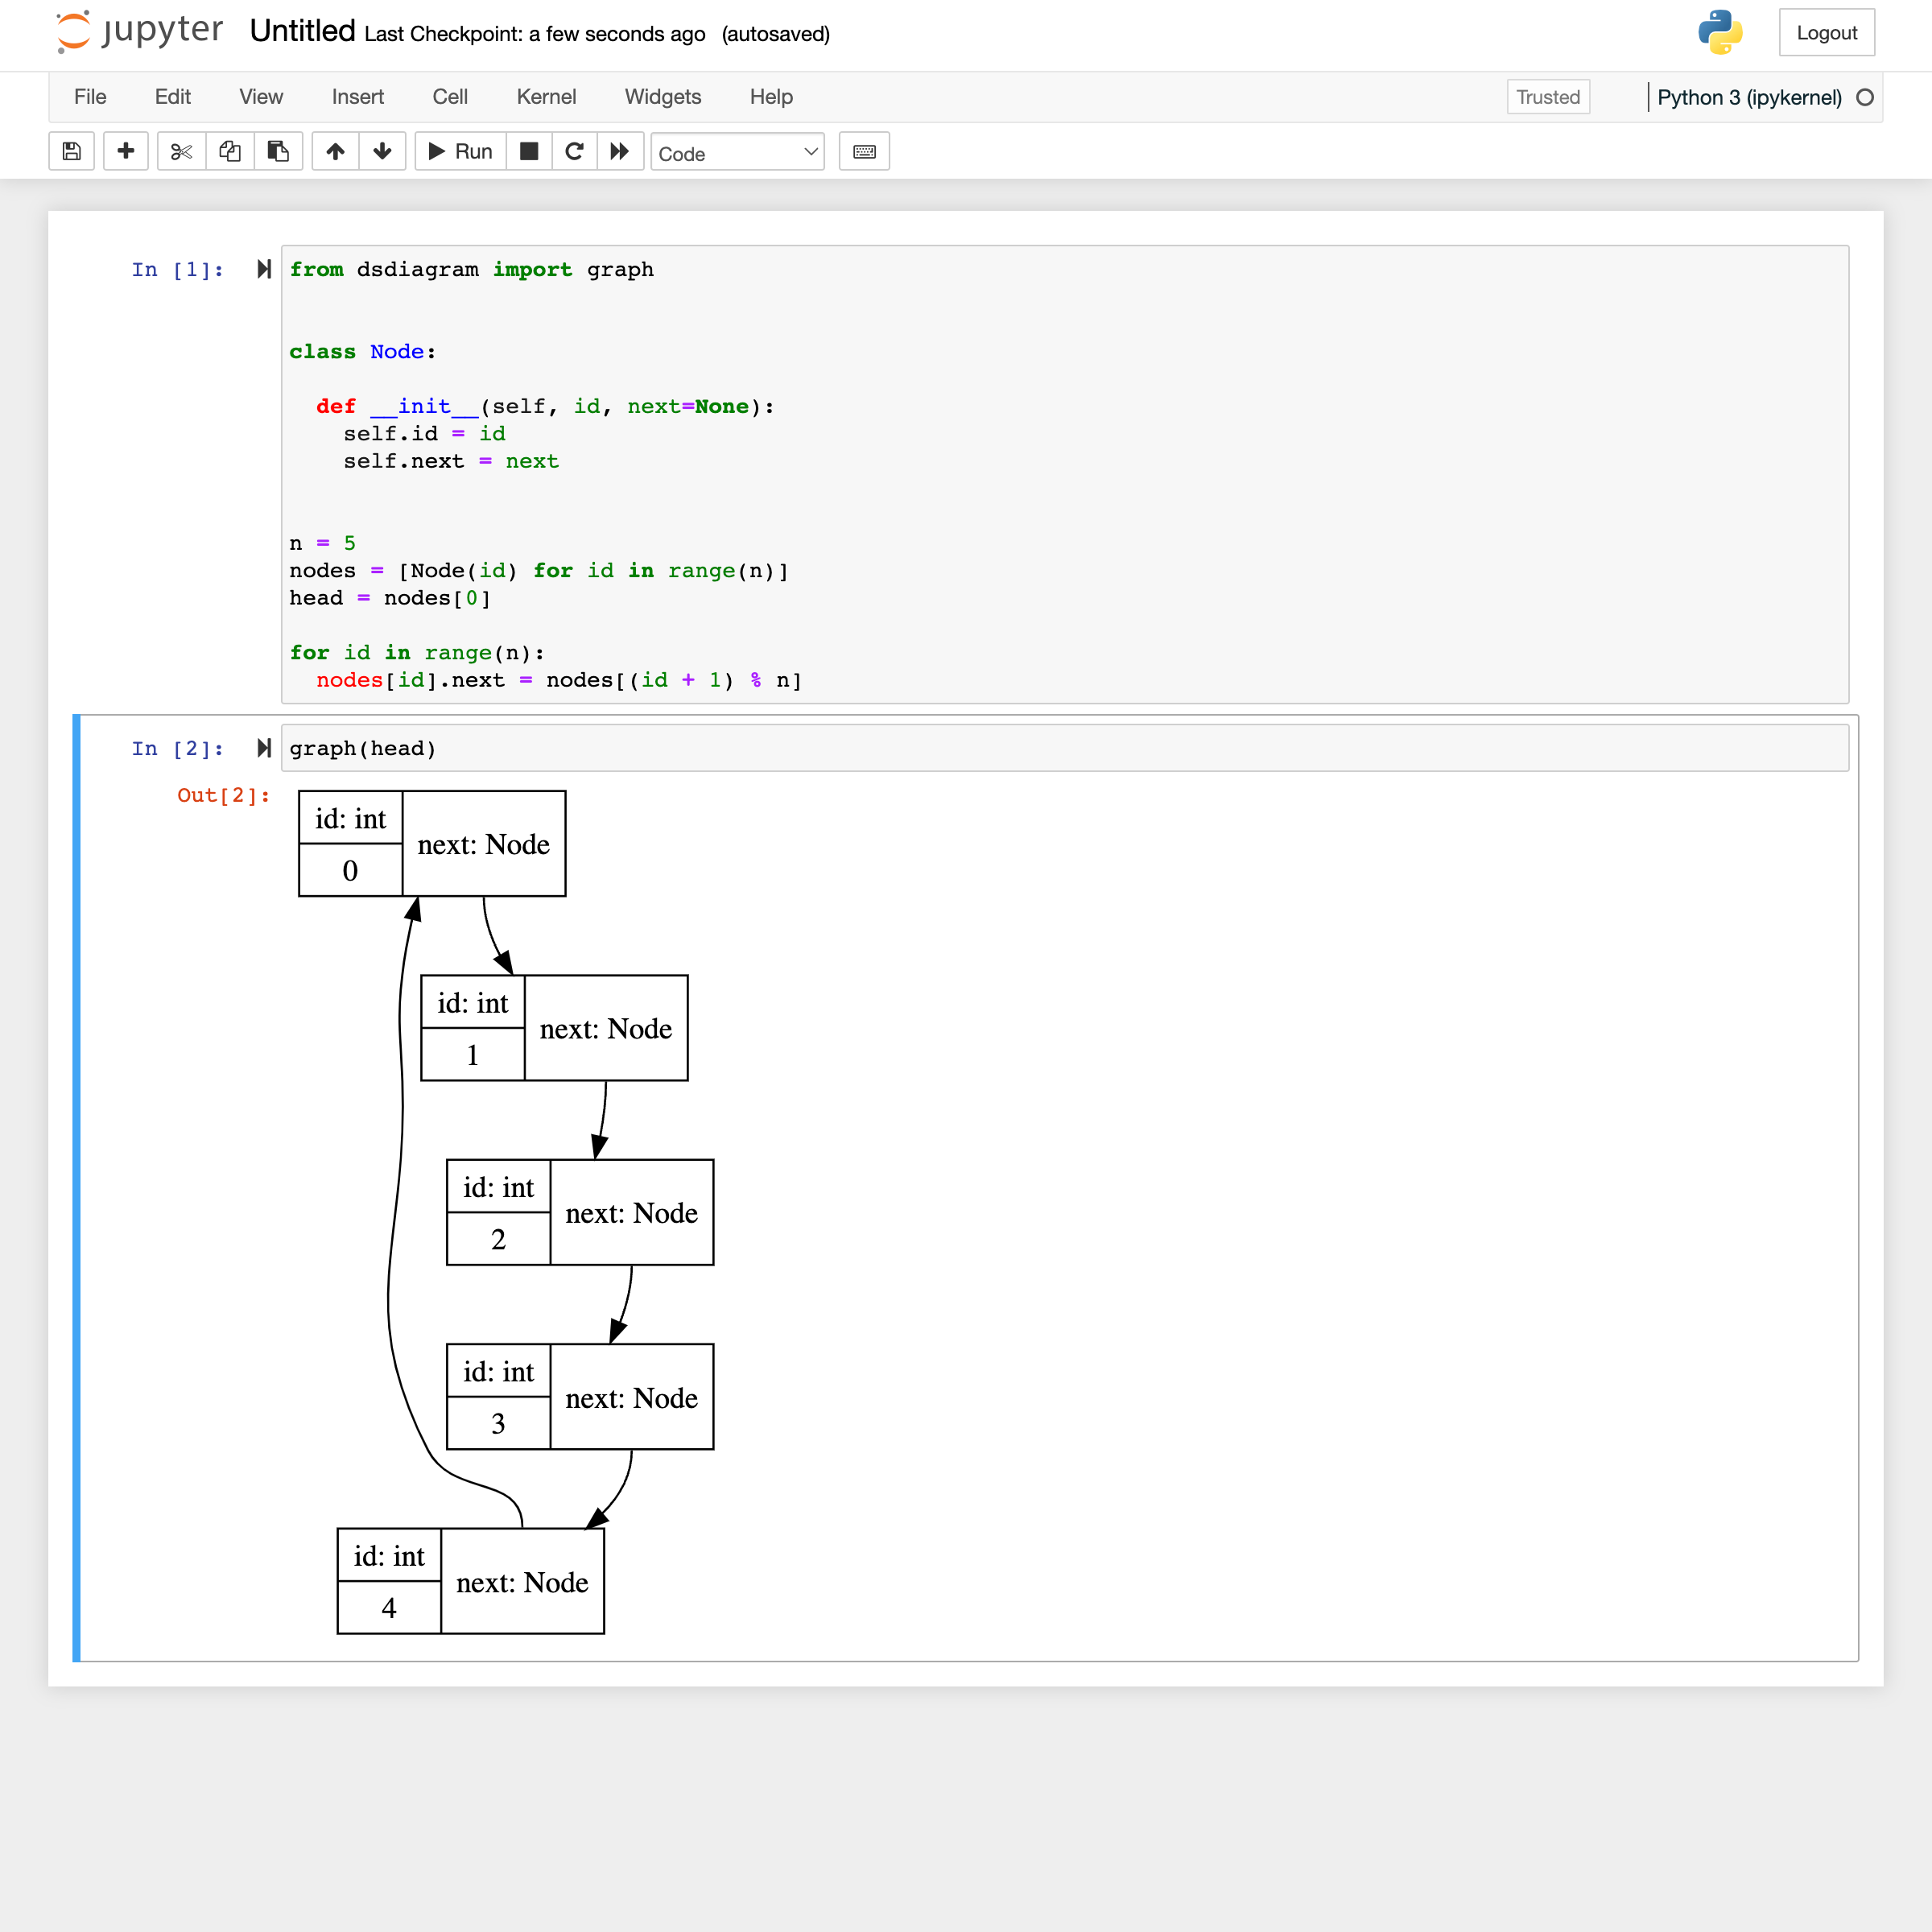 jupyter Untitled Last Checkpoint: a few seconds ago (autosaved) Logout
File Edit View Insert Cell Kernel Widgets Help Trusted Python 3 (ipykernel)
Run Code
In [1]: from dsdiagram import graph
class Node:
def __init__(self, id, next=None):
self.id = id
self.next = next
n = 5
nodes = [Node(id) for id in range(n)]
head = nodes[0]
for id in range(n):
nodes[id].next = nodes[(id + 1) % n]
In [2]: graph(head)
Out[2]:
id: int
next: Node
0
id: int
next: Node
1
id: int
next: Node
2
id: int
next: Node
3
id: int
next: Node
4